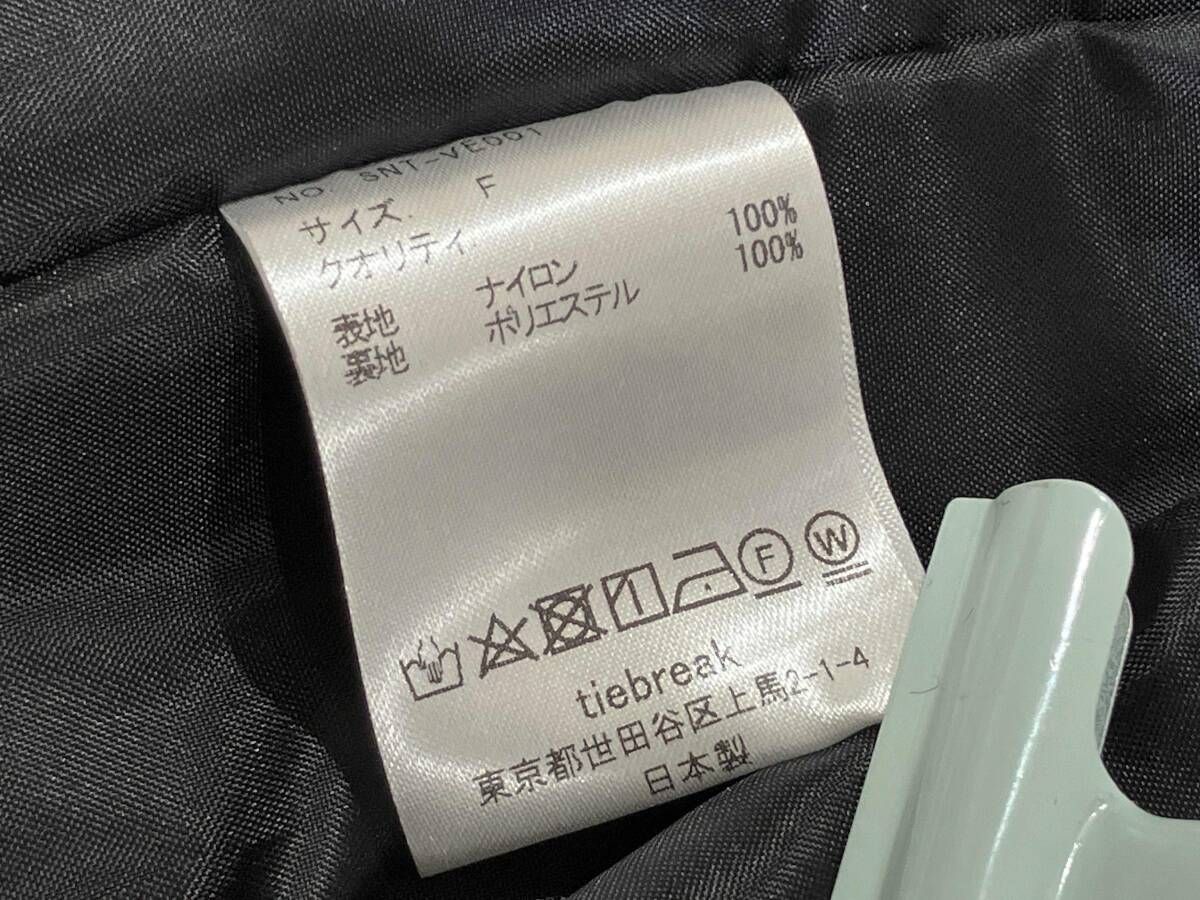 NO SNT-VE001
サイズ. F
クオリティ.
表地 ナイロン 100%
裏地 ポリエステル 100%
F W
tiebreak
東京都世田谷区上馬2-1-4
日本製